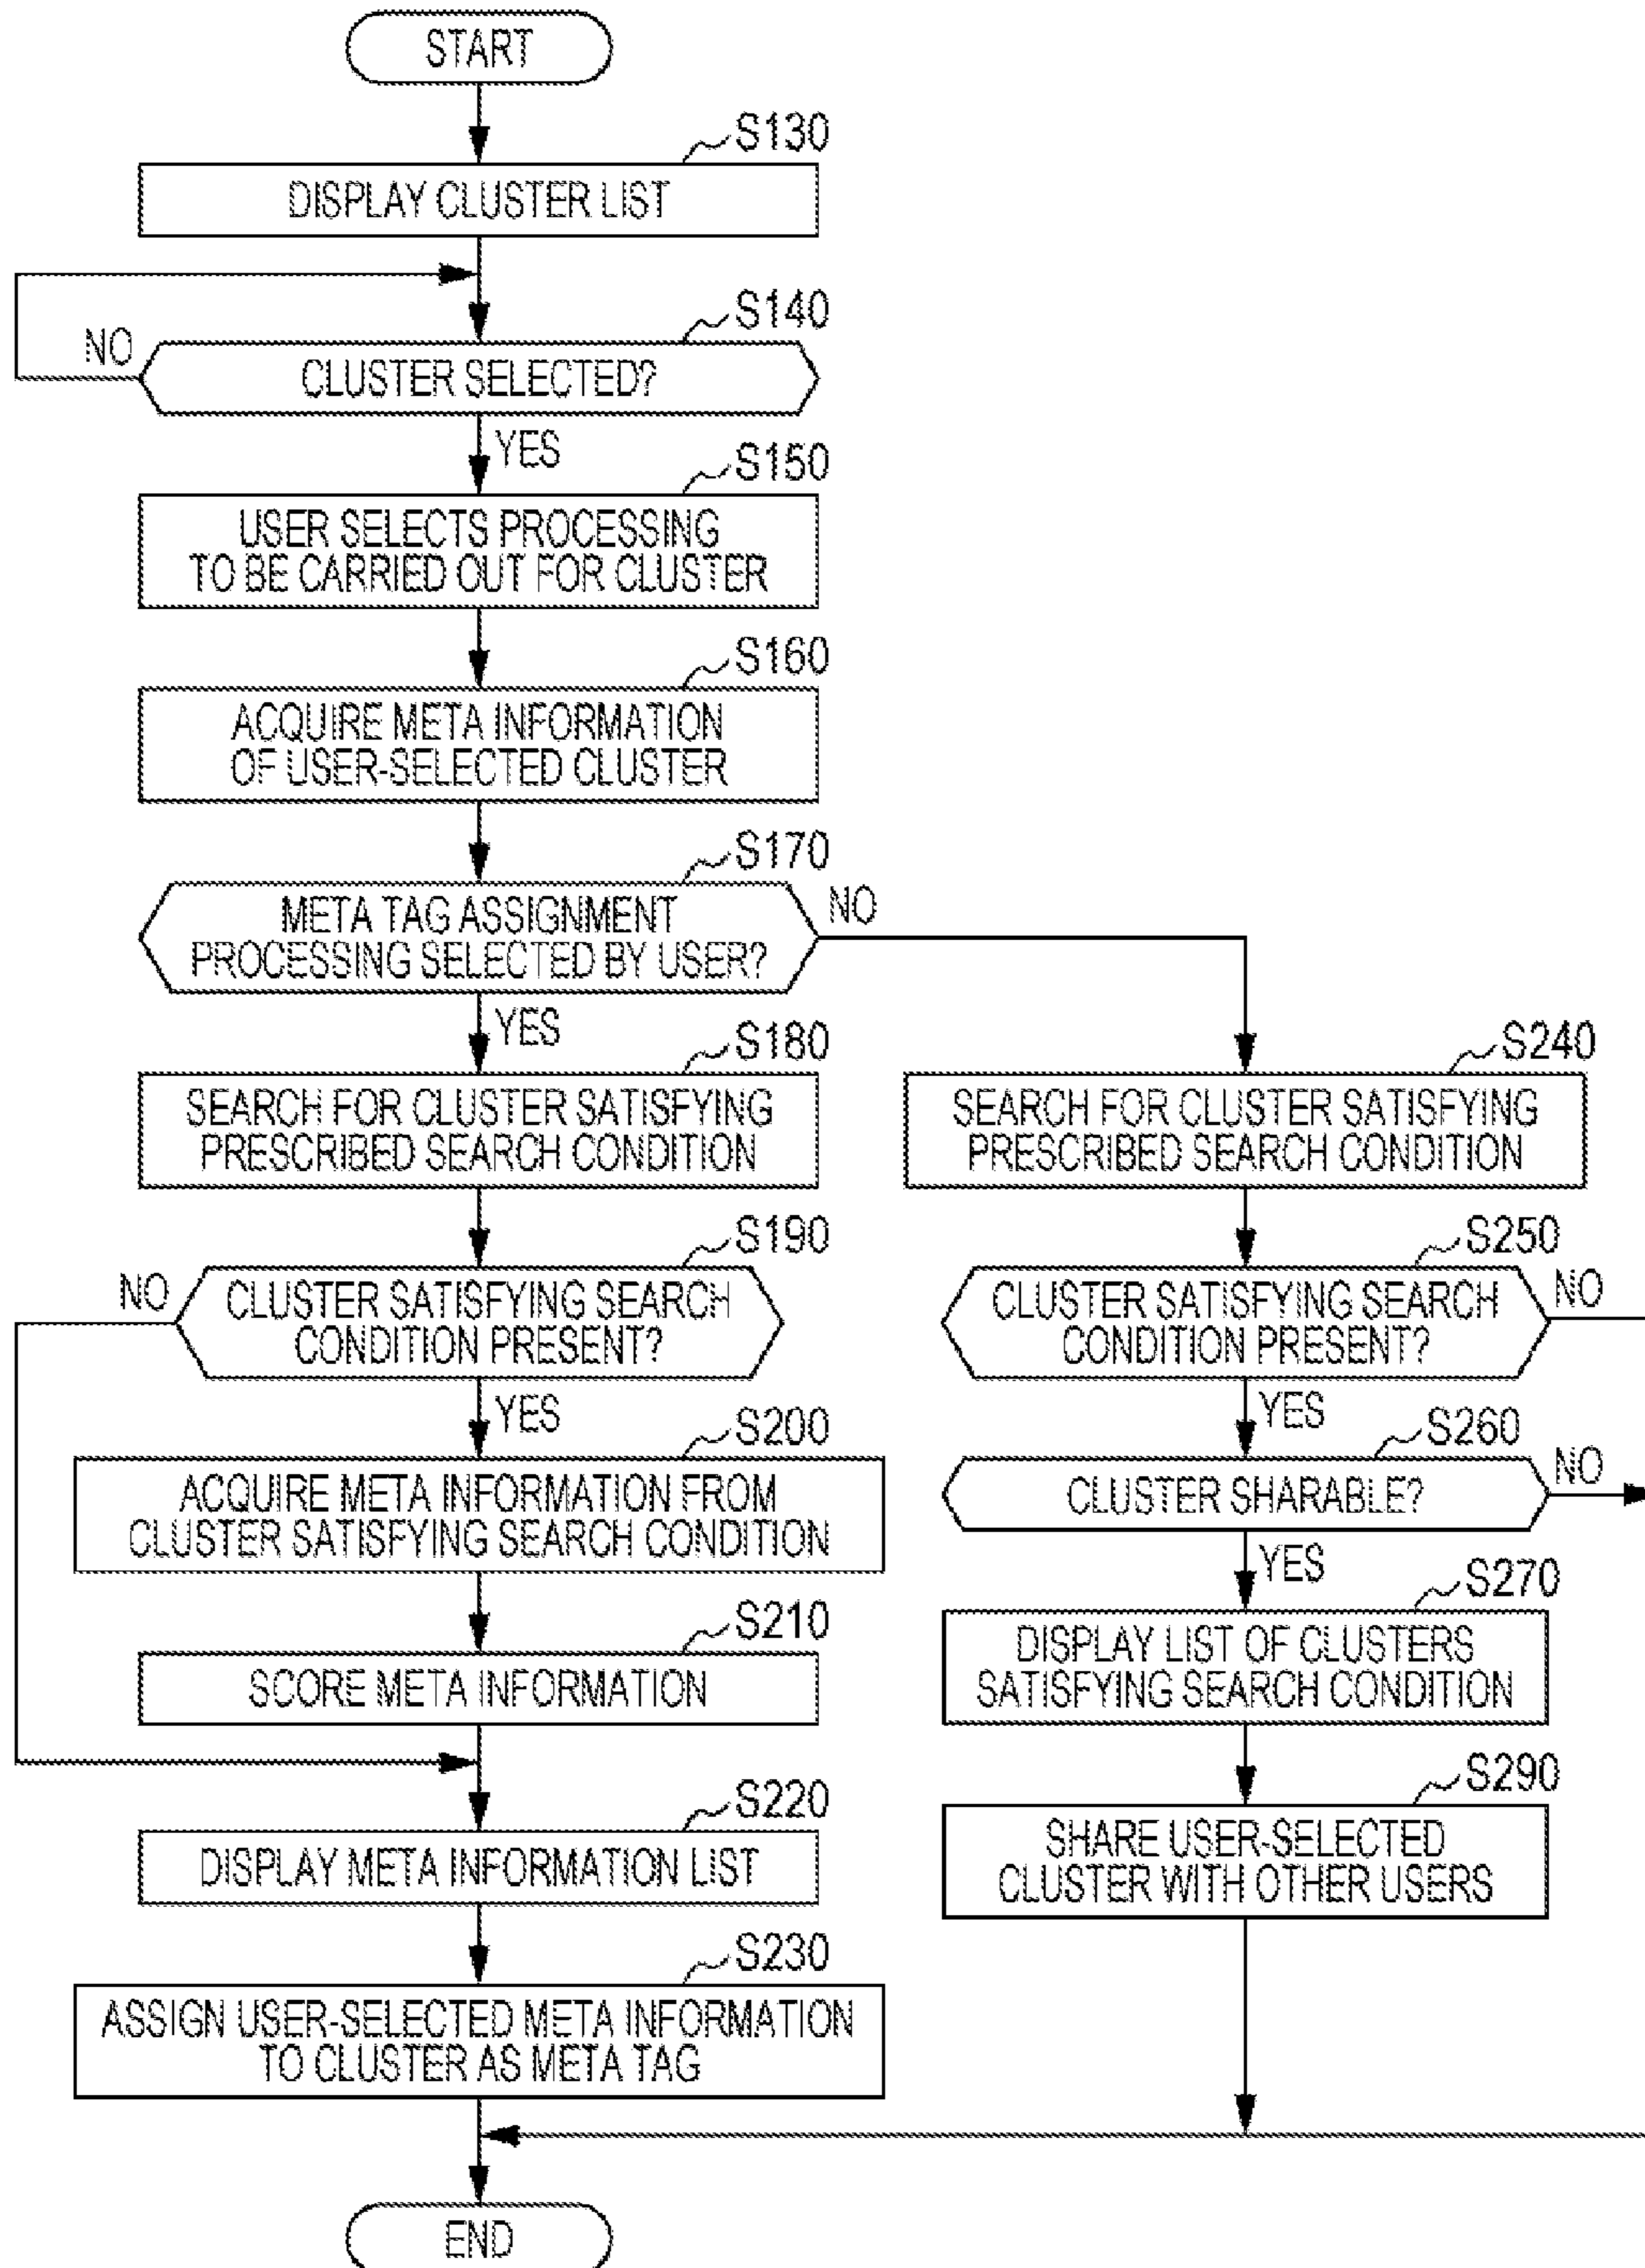 START
S130
DISPLAY CLUSTER LIST
S140
NO
CLUSTER SELECTED?
YES
S150
USER SELECTS PROCESSING
TO BE CARRIED OUT FOR CLUSTER
S160
ACQUIRE META INFORMATION
OF USER-SELECTED CLUSTER
S170
META TAG ASSIGNMENT
PROCESSING SELECTED BY USER?
NO
YES
S180
SEARCH FOR CLUSTER SATISFYING
PRESCRIBED SEARCH CONDITION
S190
NO
CLUSTER SATISFYING SEARCH
CONDITION PRESENT?
YES
S200
ACQUIRE META INFORMATION FROM
CLUSTER SATISFYING SEARCH CONDITION
S210
SCORE META INFORMATION
S220
DISPLAY META INFORMATION LIST
S230
ASSIGN USER-SELECTED META INFORMATION
TO CLUSTER AS META TAG
S240
SEARCH FOR CLUSTER SATISFYING
PRESCRIBED SEARCH CONDITION
S250
CLUSTER SATISFYING SEARCH
CONDITION PRESENT?
NO
YES
S260
CLUSTER SHARABLE?
NO
YES
S270
DISPLAY LIST OF CLUSTERS
SATISFYING SEARCH CONDITION
S290
SHARE USER-SELECTED
CLUSTER WITH OTHER USERS
END